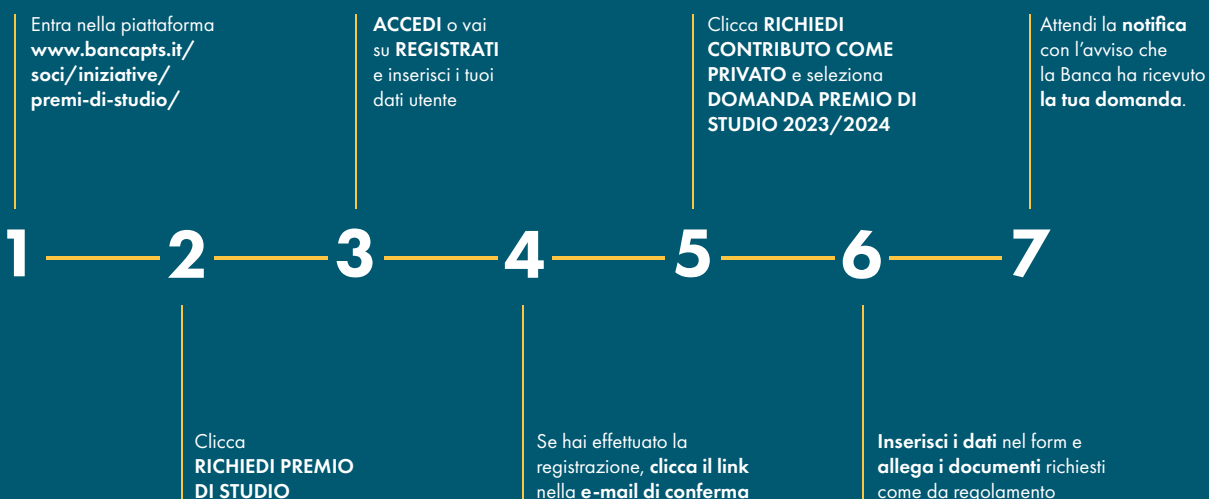 Entra nella piattaforma
www.bancapts.it/
soci/iniziative/
premi-di-studio/
ACCEDI o vai
su REGISTRATI
e inserisci i tuoi
dati utente
Clicca RICHIEDI
CONTRIBUTO COME
PRIVATO e seleziona
DOMANDA PREMIO DI
STUDIO 2023/2024
Attendi la notifica
con l'avviso che
la Banca ha ricevuto
la tua domanda.
1 2 3 4 5 6 7
Clicca
RICHIEDI PREMIO
DI STUDIO
Se hai effettuato la
registrazione, clicca il link
nella e-mail di conferma
Inserisci i dati nel form e
allega i documenti richiesti
come da regolamento